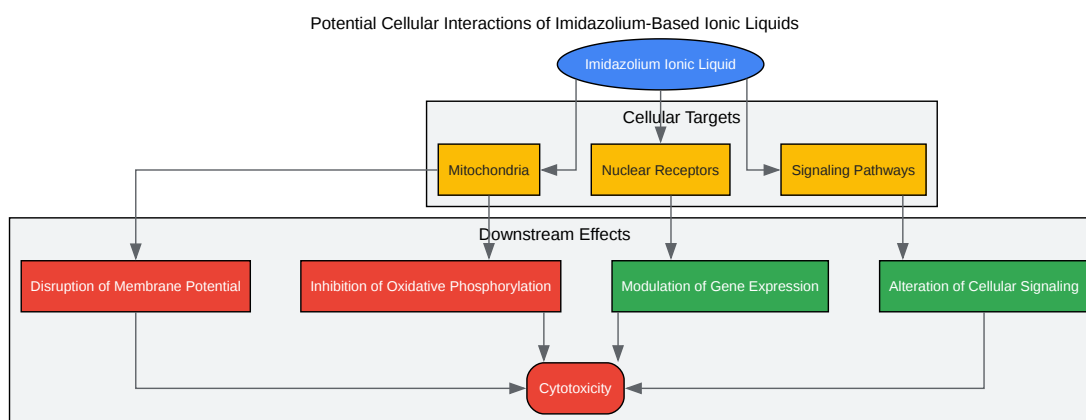 Potential Cellular Interactions of Imidazolium-Based Ionic Liquids
Imidazolium Ionic Liquid
Cellular Targets
Mitochondria
Nuclear Receptors
Signaling Pathways
Downstream Effects
Disruption of Membrane Potential
Inhibition of Oxidative Phosphorylation
Modulation of Gene Expression
Alteration of Cellular Signaling
Cytotoxicity